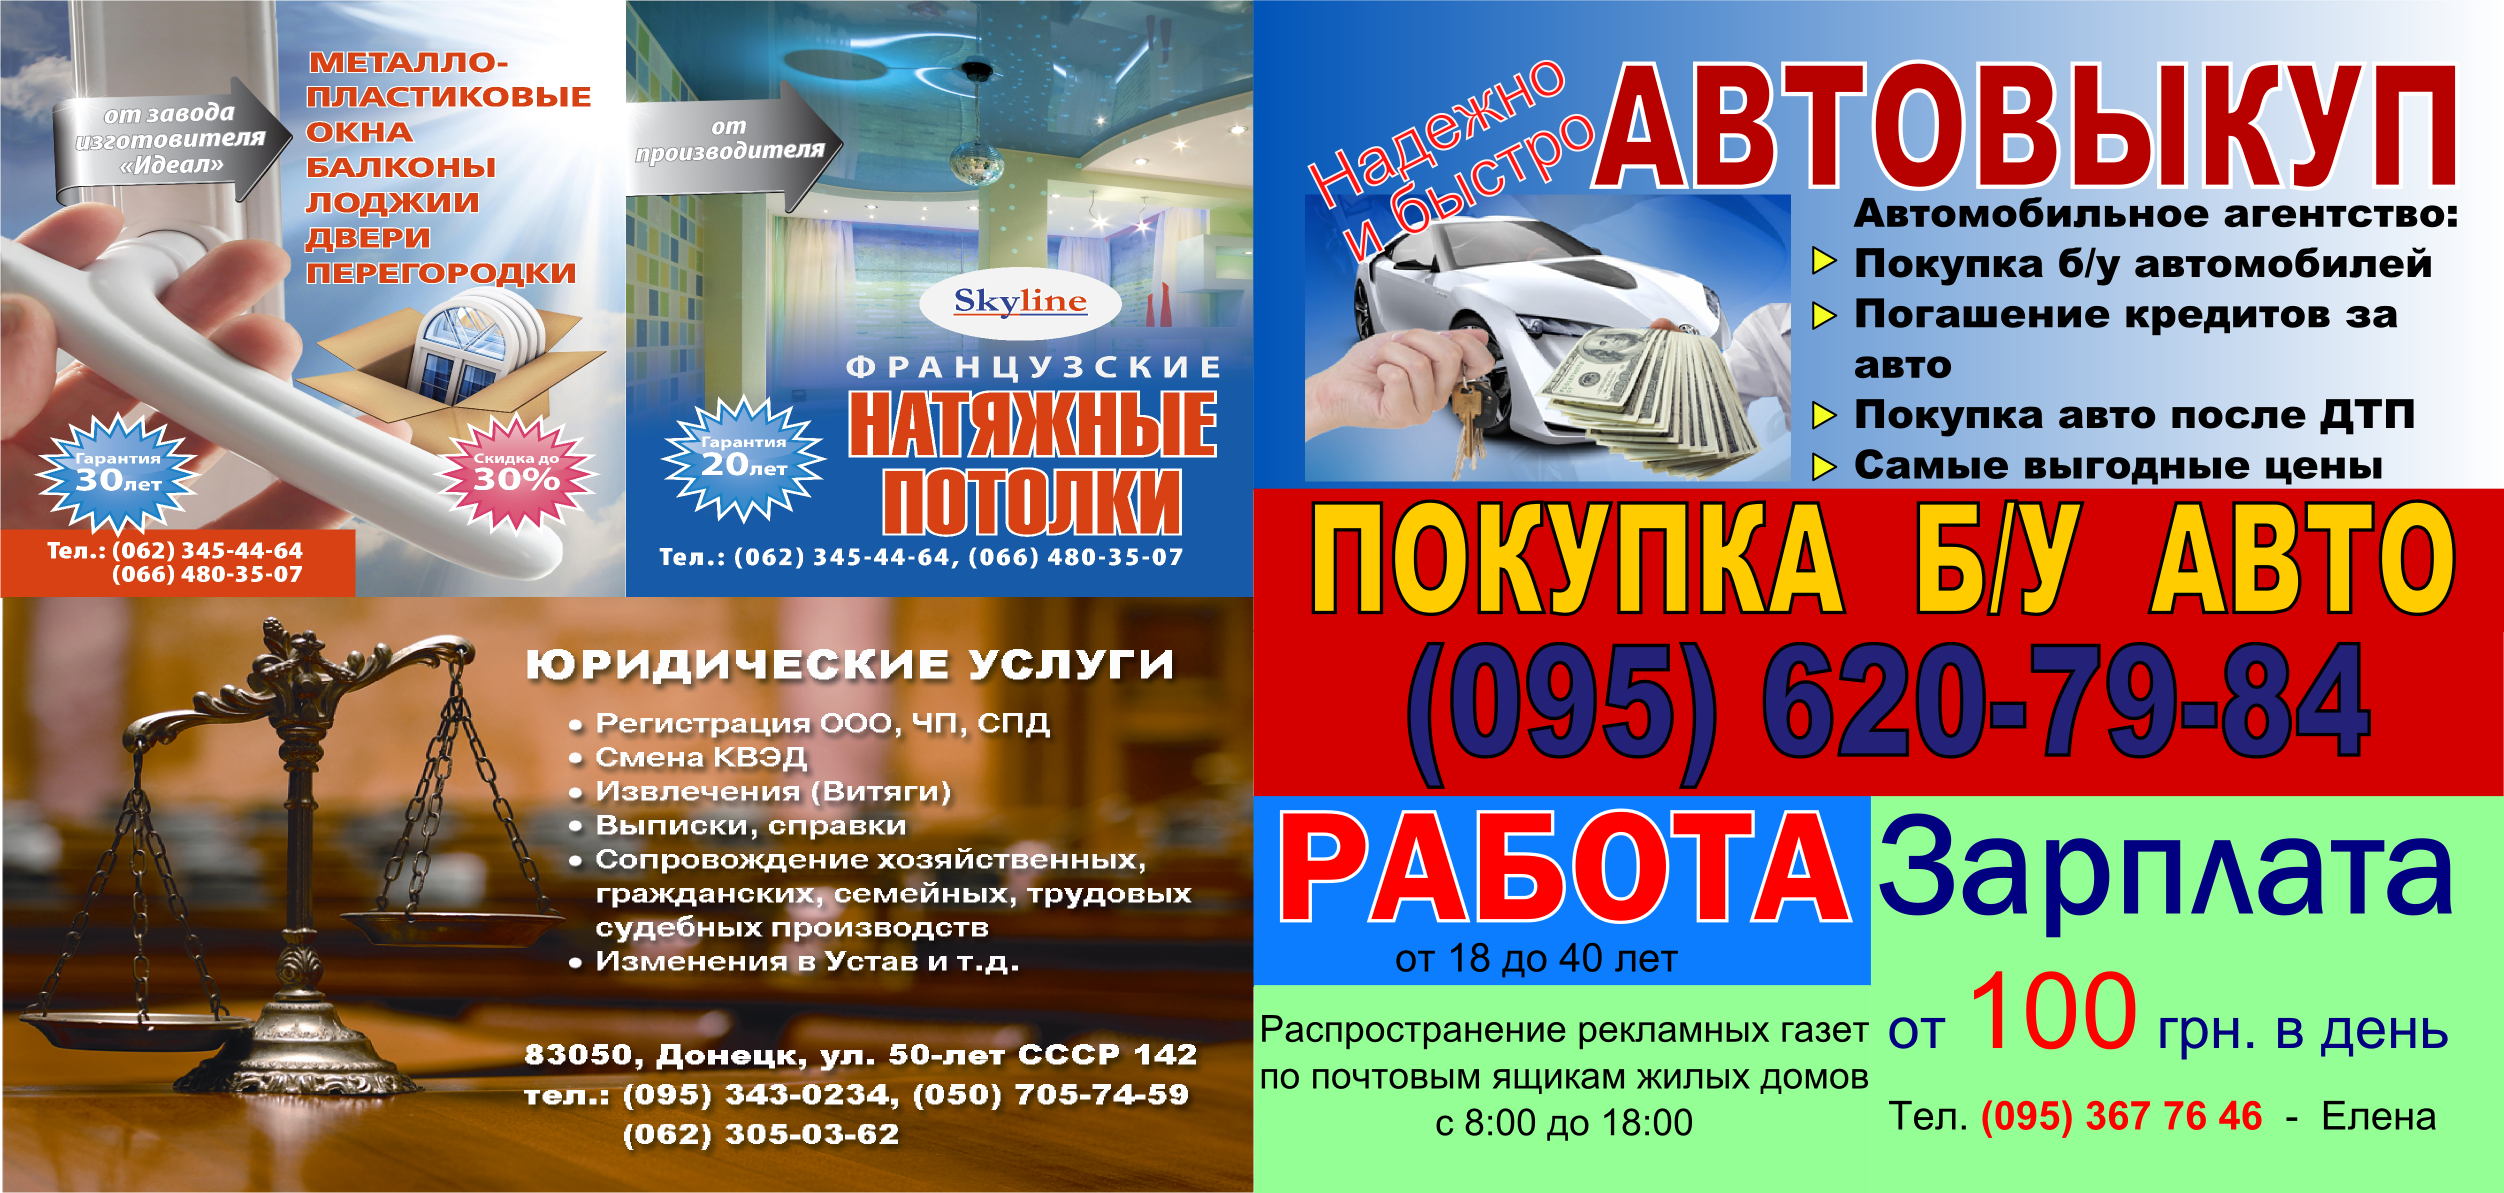 от завода
изготовителя
«Идеал»
МЕТАЛЛО-
ПЛАСТИКОВЫЕ
ОКНА
БАЛКОНЫ
ЛОДЖИИ
ДВЕРИ
ПЕРЕГОРОДКИ
Гарантия
30 лет
Скидка до
30%
Тел.: (062) 345-44-64
(066) 480-35-07
от
производителя
Skyline
ФРАНЦУЗСКИЕ
НАТЯЖНЫЕ
ПОТОЛКИ
Гарантия
20 лет
Тел.: (062) 345-44-64, (066) 480-35-07
Надежно
и быстро
АВТОВЫКУП
Автомобильное агентство:
Покупка б/у автомобилей
Погашение кредитов за
авто
Покупка авто после ДТП
Самые выгодные цены
ПОКУПКА Б/У АВТО
(095) 620-79-84
ЮРИДИЧЕСКИЕ УСЛУГИ
• Регистрация ООО, ЧП, СПД
• Смена КВЭД
• Извлечения (Витяги)
• Выписки, справки
• Сопровождение хозяйственных,
гражданских, семейных, трудовых
судебных производств
• Изменения в Устав и т.д.
83050, Донецк, ул. 50-лет СССР 142
тел.: (095) 343-0234, (050) 705-74-59
(062) 305-03-62
РАБОТА
от 18 до 40 лет
Распространение рекламных газет
по почтовым ящикам жилых домов
с 8:00 до 18:00
Зарплата
от 100 грн. в день
Тел. (095) 367 76 46 - Елена